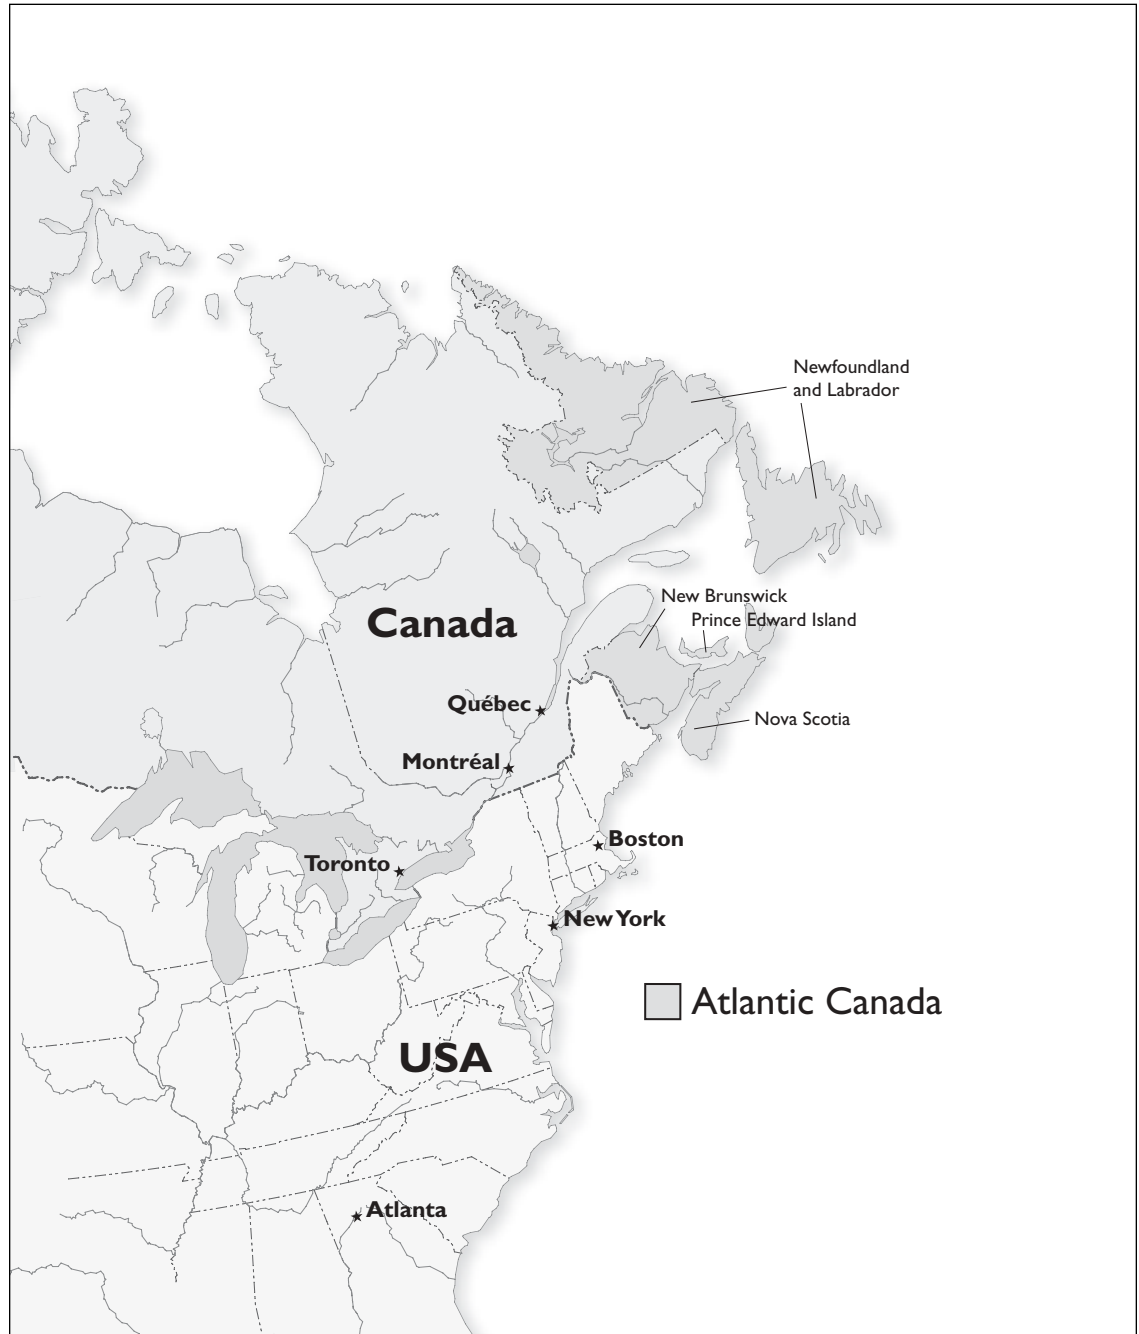 Newfoundland
and Labrador
New Brunswick
Prince Edward Island
Canada
Québec
Nova Scotia
Montréal
Boston
Toronto
New York
Atlantic Canada
USA
Atlanta